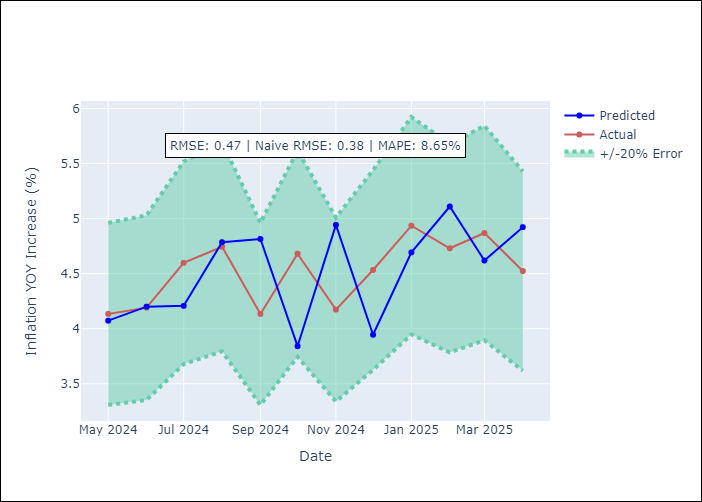 RMSE: 0.47 | Naive RMSE: 0.38 | MAPE: 8.65%
Predicted
Actual
+/-20% Error
Inflation YOY Increase (%)
6
5.5
5
4.5
4
3.5
May 2024
Jul 2024
Sep 2024
Nov 2024
Jan 2025
Mar 2025
Date